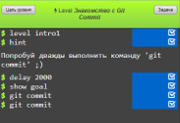 Цель уровня
Level Знакомство с Git Commit
Задача
$ level intro1
$ hint
Попробуй дважды выполнить команду 'git commit' ;)
$ delay 2000
$ show goal
$ git commit
$ git commit